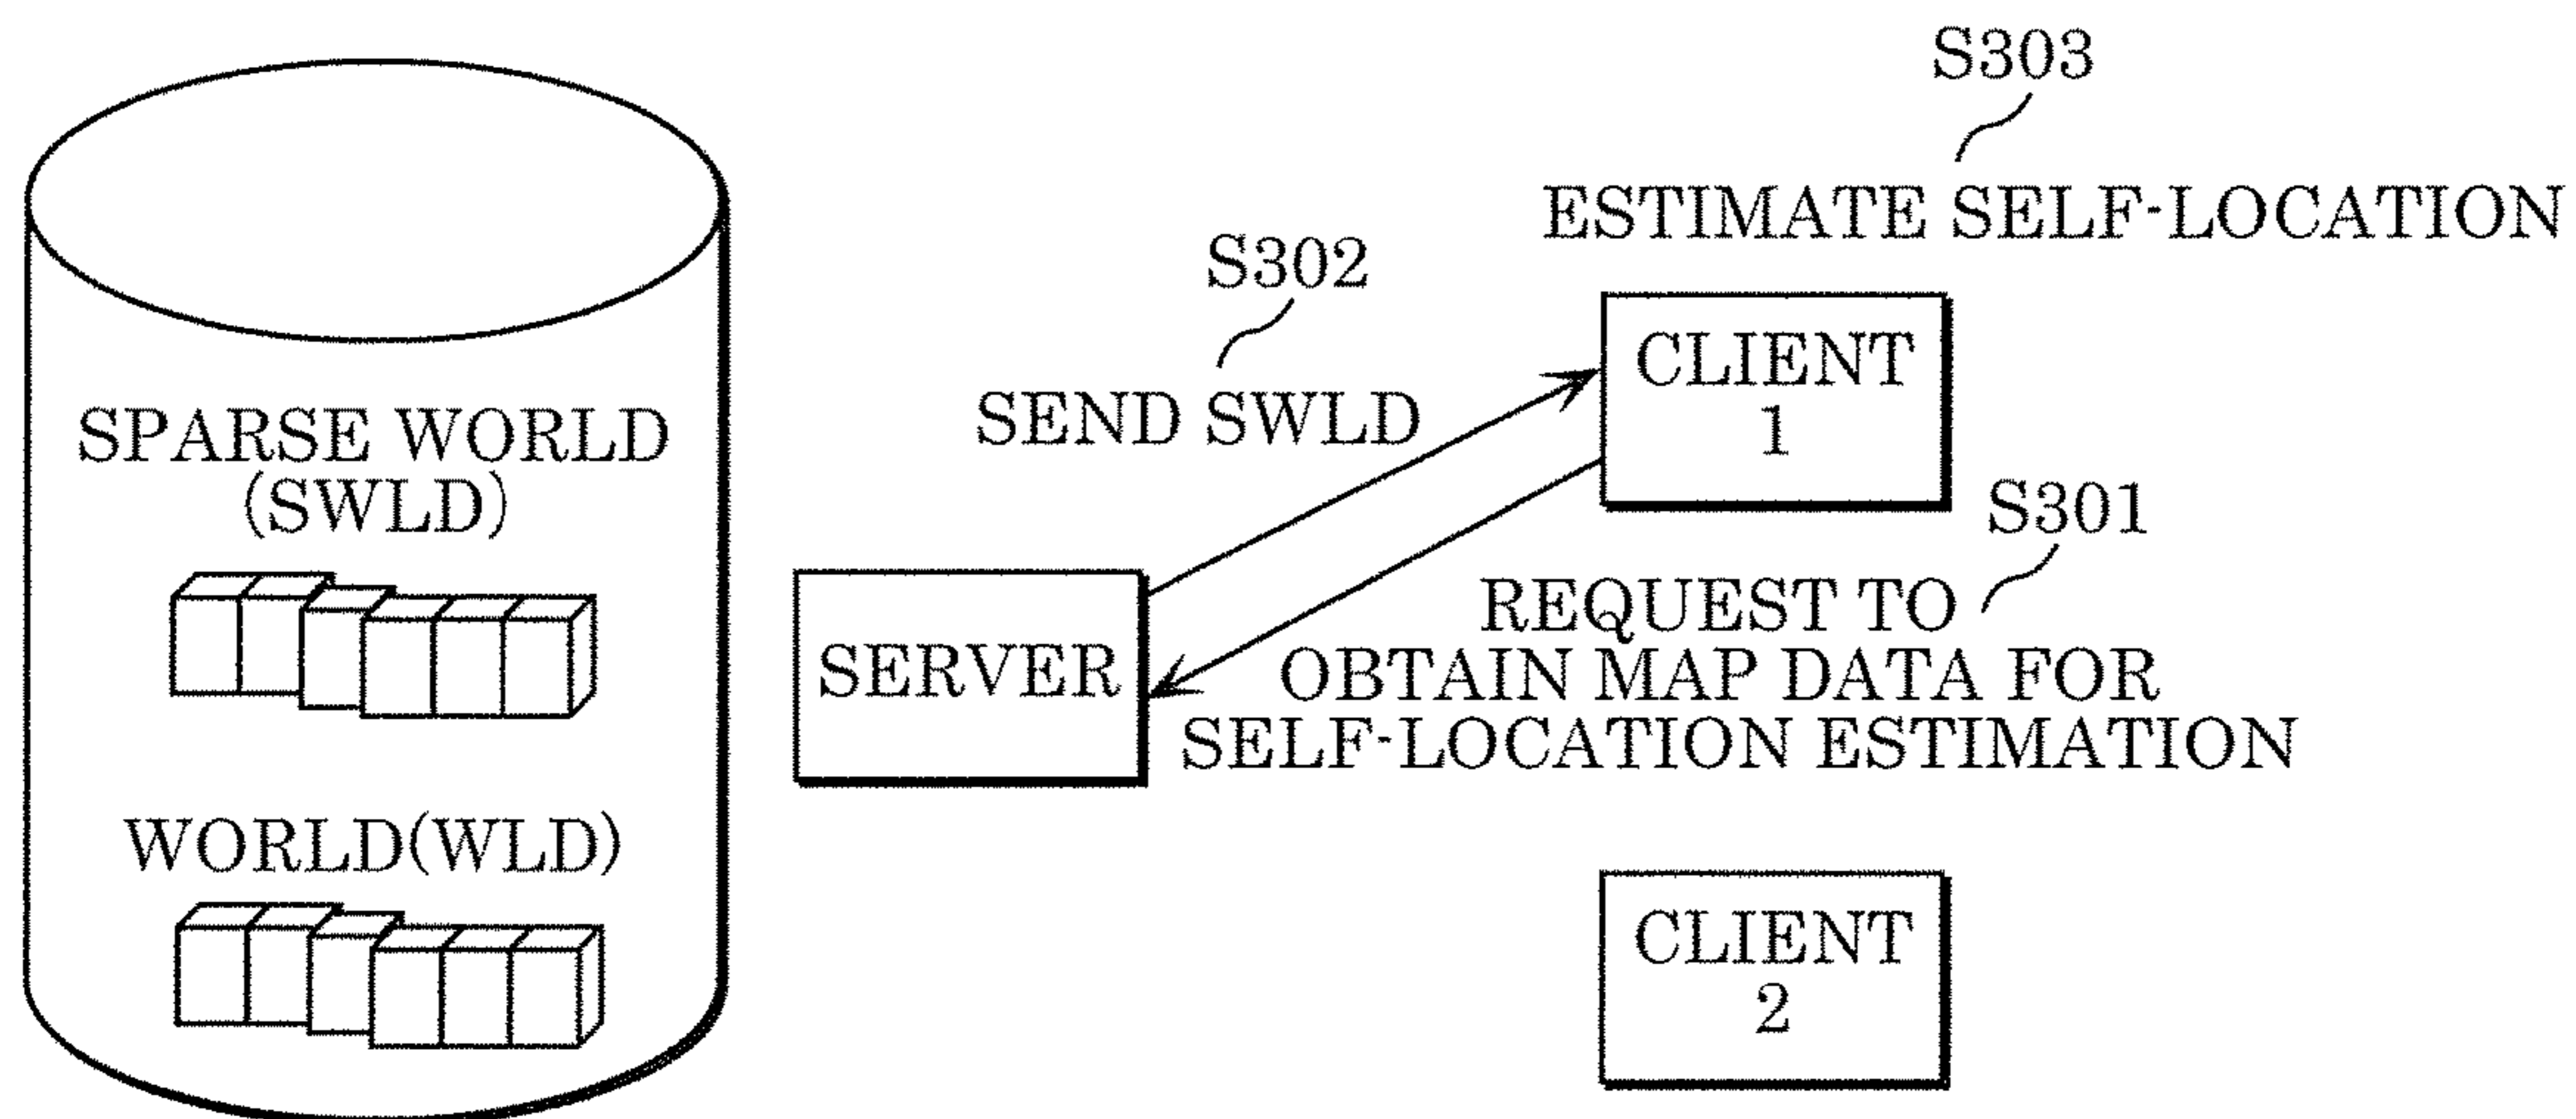 S303
ESTIMATE SELF-LOCATION
S302
SEND SWLD
CLIENT
1
SPARSE WORLD
(SWLD)
S301
REQUEST TO
OBTAIN MAP DATA FOR
SELF-LOCATION ESTIMATION
SERVER
WORLD(WLD)
CLIENT
2